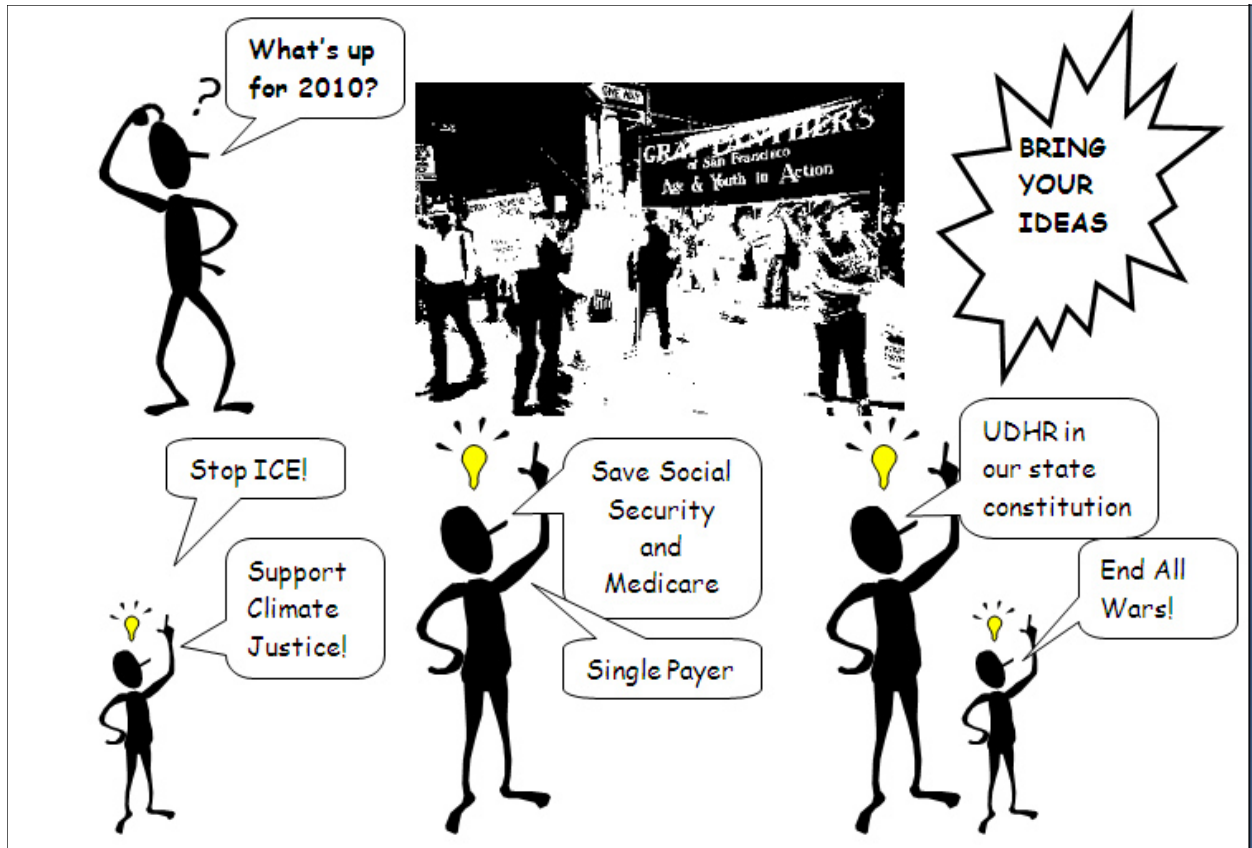 What's up
for 2010?
?
ONE WAY
GRAY PANTHERS
of San Francisco
Age & Youth in Action
BRING
YOUR
IDEAS
Stop ICE!
Support
Climate
Justice!
Save Social
Security
and
Medicare
Single Payer
UDHR in
our state
constitution
End All
Wars!